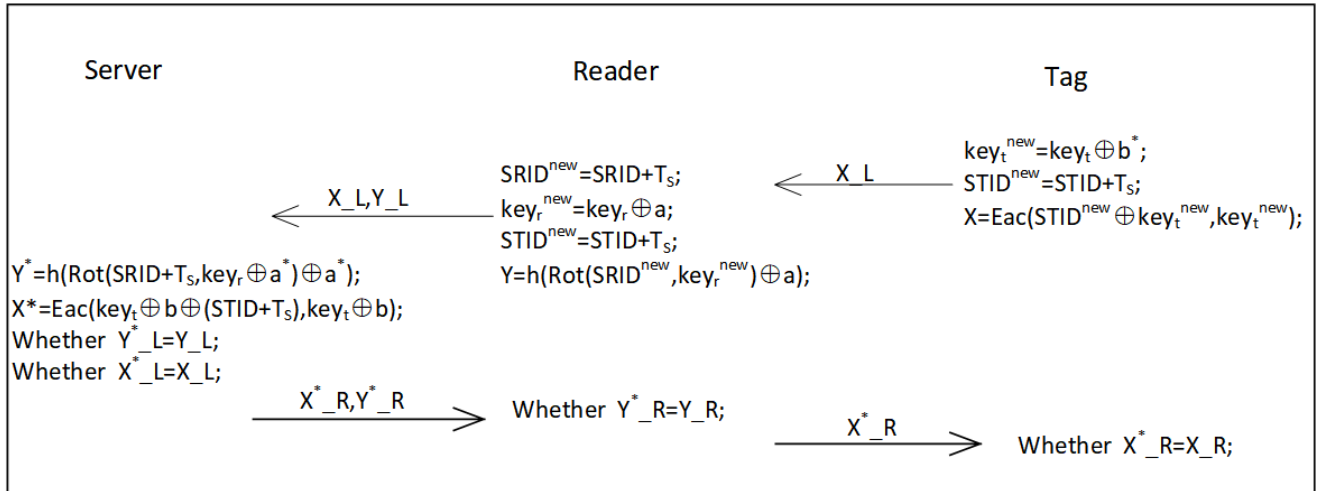 Server
Reader
Tag
key_t^new=key_t⊕b^*;
STID^new=STID+T_S;
X=Eac(STID^new⊕key_t^new,key_t^new);
X_L
SRID^new=SRID+T_S;
key_r^new=key_r⊕a;
STID^new=STID+T_S;
Y=h(Rot(SRID^new,key_r^new)⊕a);
X_L,Y_L
Y^*=h(Rot(SRID+T_S,key_r⊕a^*)⊕a^*);
X*=Eac(key_t⊕b⊕(STID+T_S),key_t⊕b);
Whether Y^*_L=Y_L;
Whether X^*_L=X_L;
X^*_R,Y^*_R
Whether Y^*_R=Y_R;
X^*_R
Whether X^*_R=X_R;